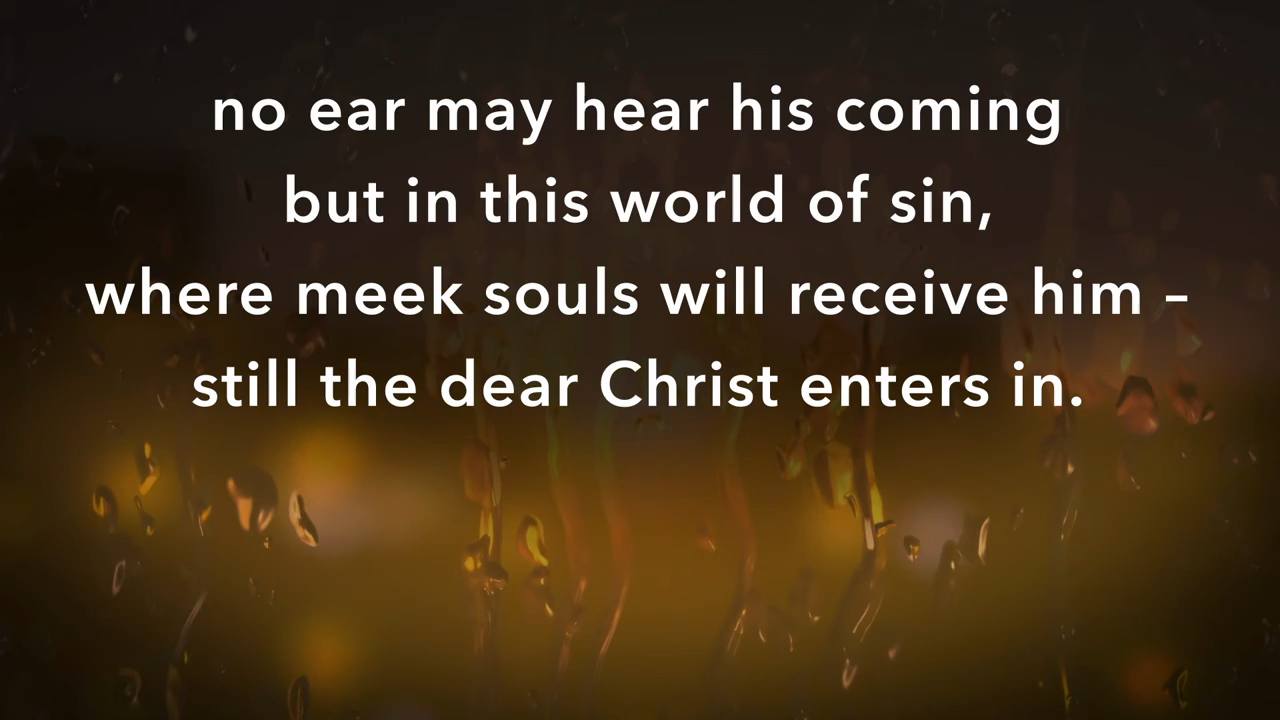 no ear may hear his coming
but in this world of sin,
where meek souls will receive him –
still the dear Christ enters in.